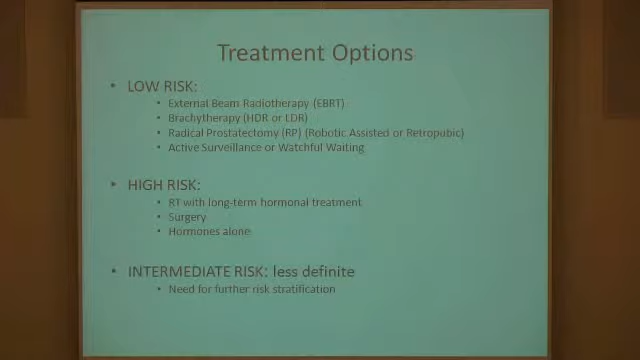 Treatment Options
• LOW RISK:
• External Beam Radiotherapy (EBRT)
• Brachytherapy (HDR or LDR)
• Radical Prostatectomy (RP) (Robotic Assisted or Retropubic)
• Active Surveillance or Watchful Waiting
• HIGH RISK:
• RT with long-term hormonal treatment
• Surgery
• Hormones alone
• INTERMEDIATE RISK: less definite
• Need for further risk stratification